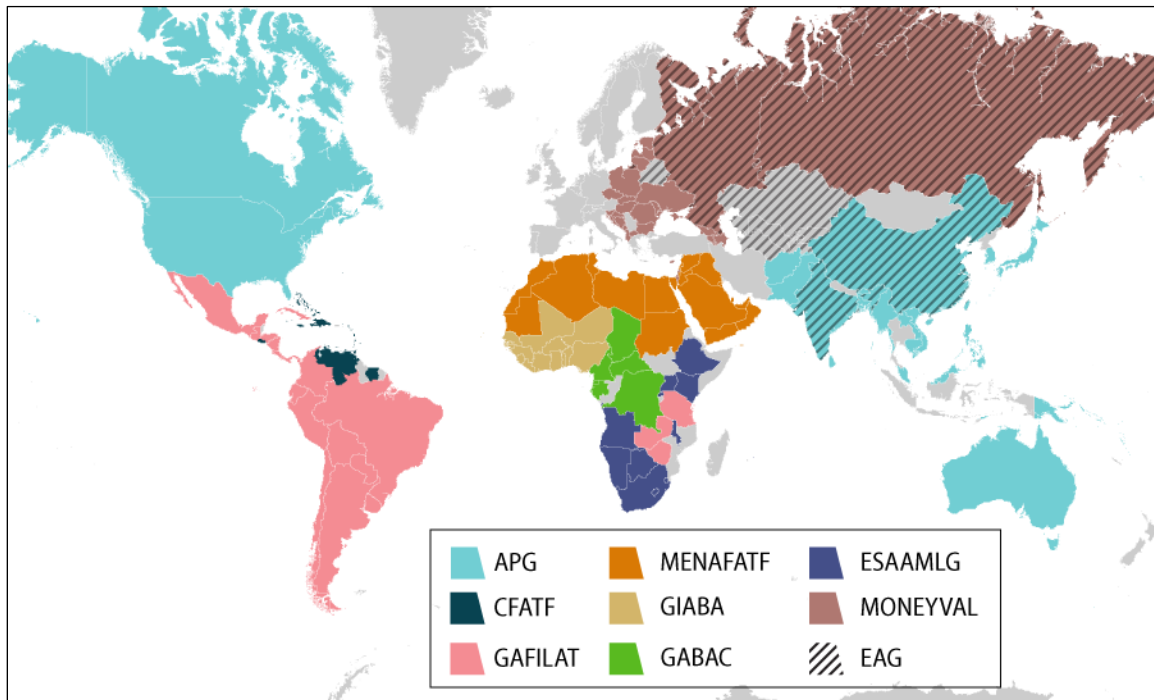 APG
MENAFATF
ESAAMLG
CFATF
GIABA
MONEYVAL
GAFILAT
GABAC
EAG